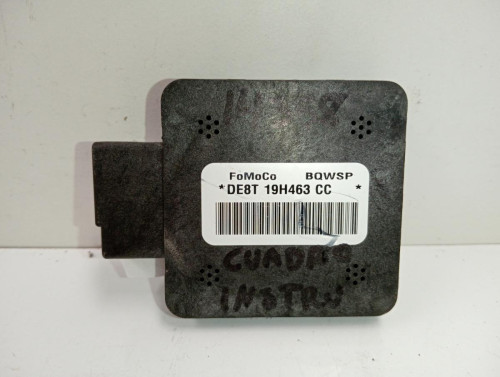 FoMoCo BQWSP
*DE8T 19H463 CC *
CUADRO
INSTRU